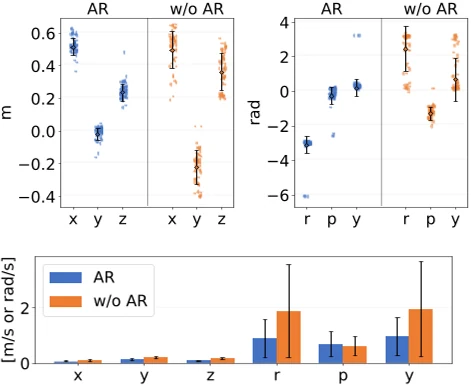 AR w/o AR
m
0.6
0.4
0.2
0.0
−0.2
−0.4
x y z x y z
AR w/o AR
rad
4
2
0
−2
−4
−6
r p y r p y
[m/s or rad/s]
2
0
AR
w/o AR
x y z r p y